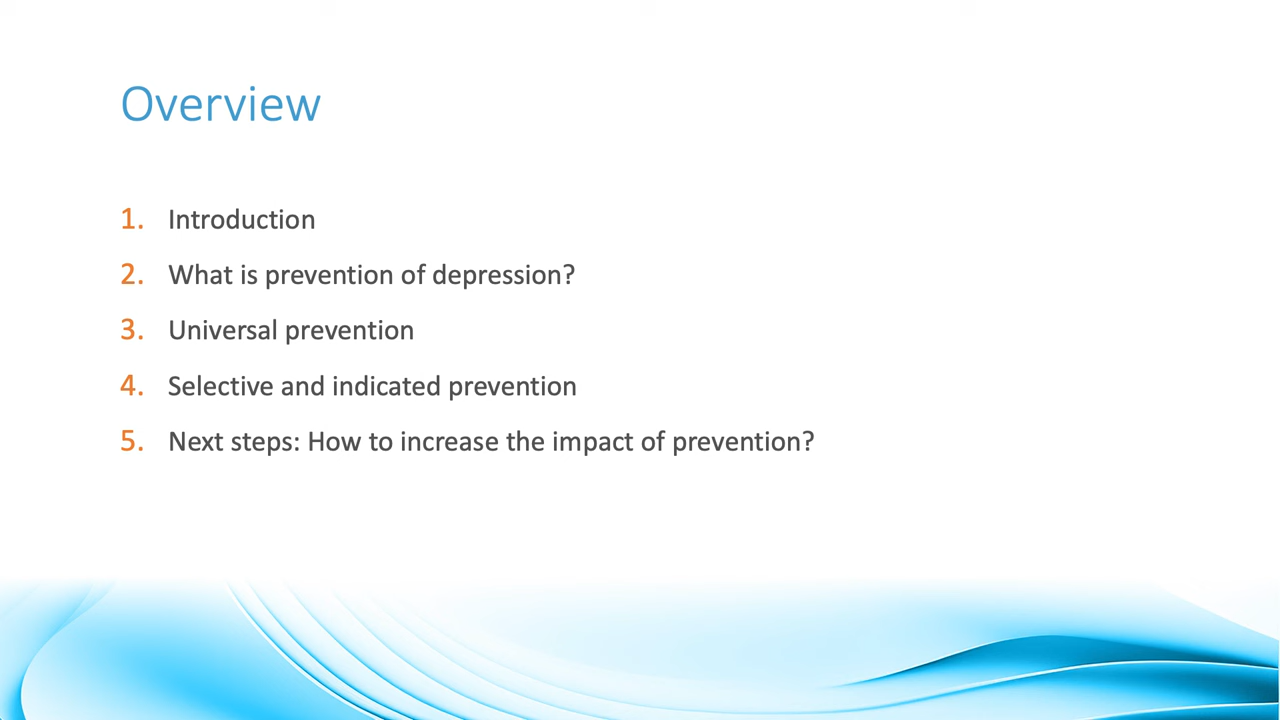 Overview
1. Introduction
2. What is prevention of depression?
3. Universal prevention
4. Selective and indicated prevention
5. Next steps: How to increase the impact of prevention?